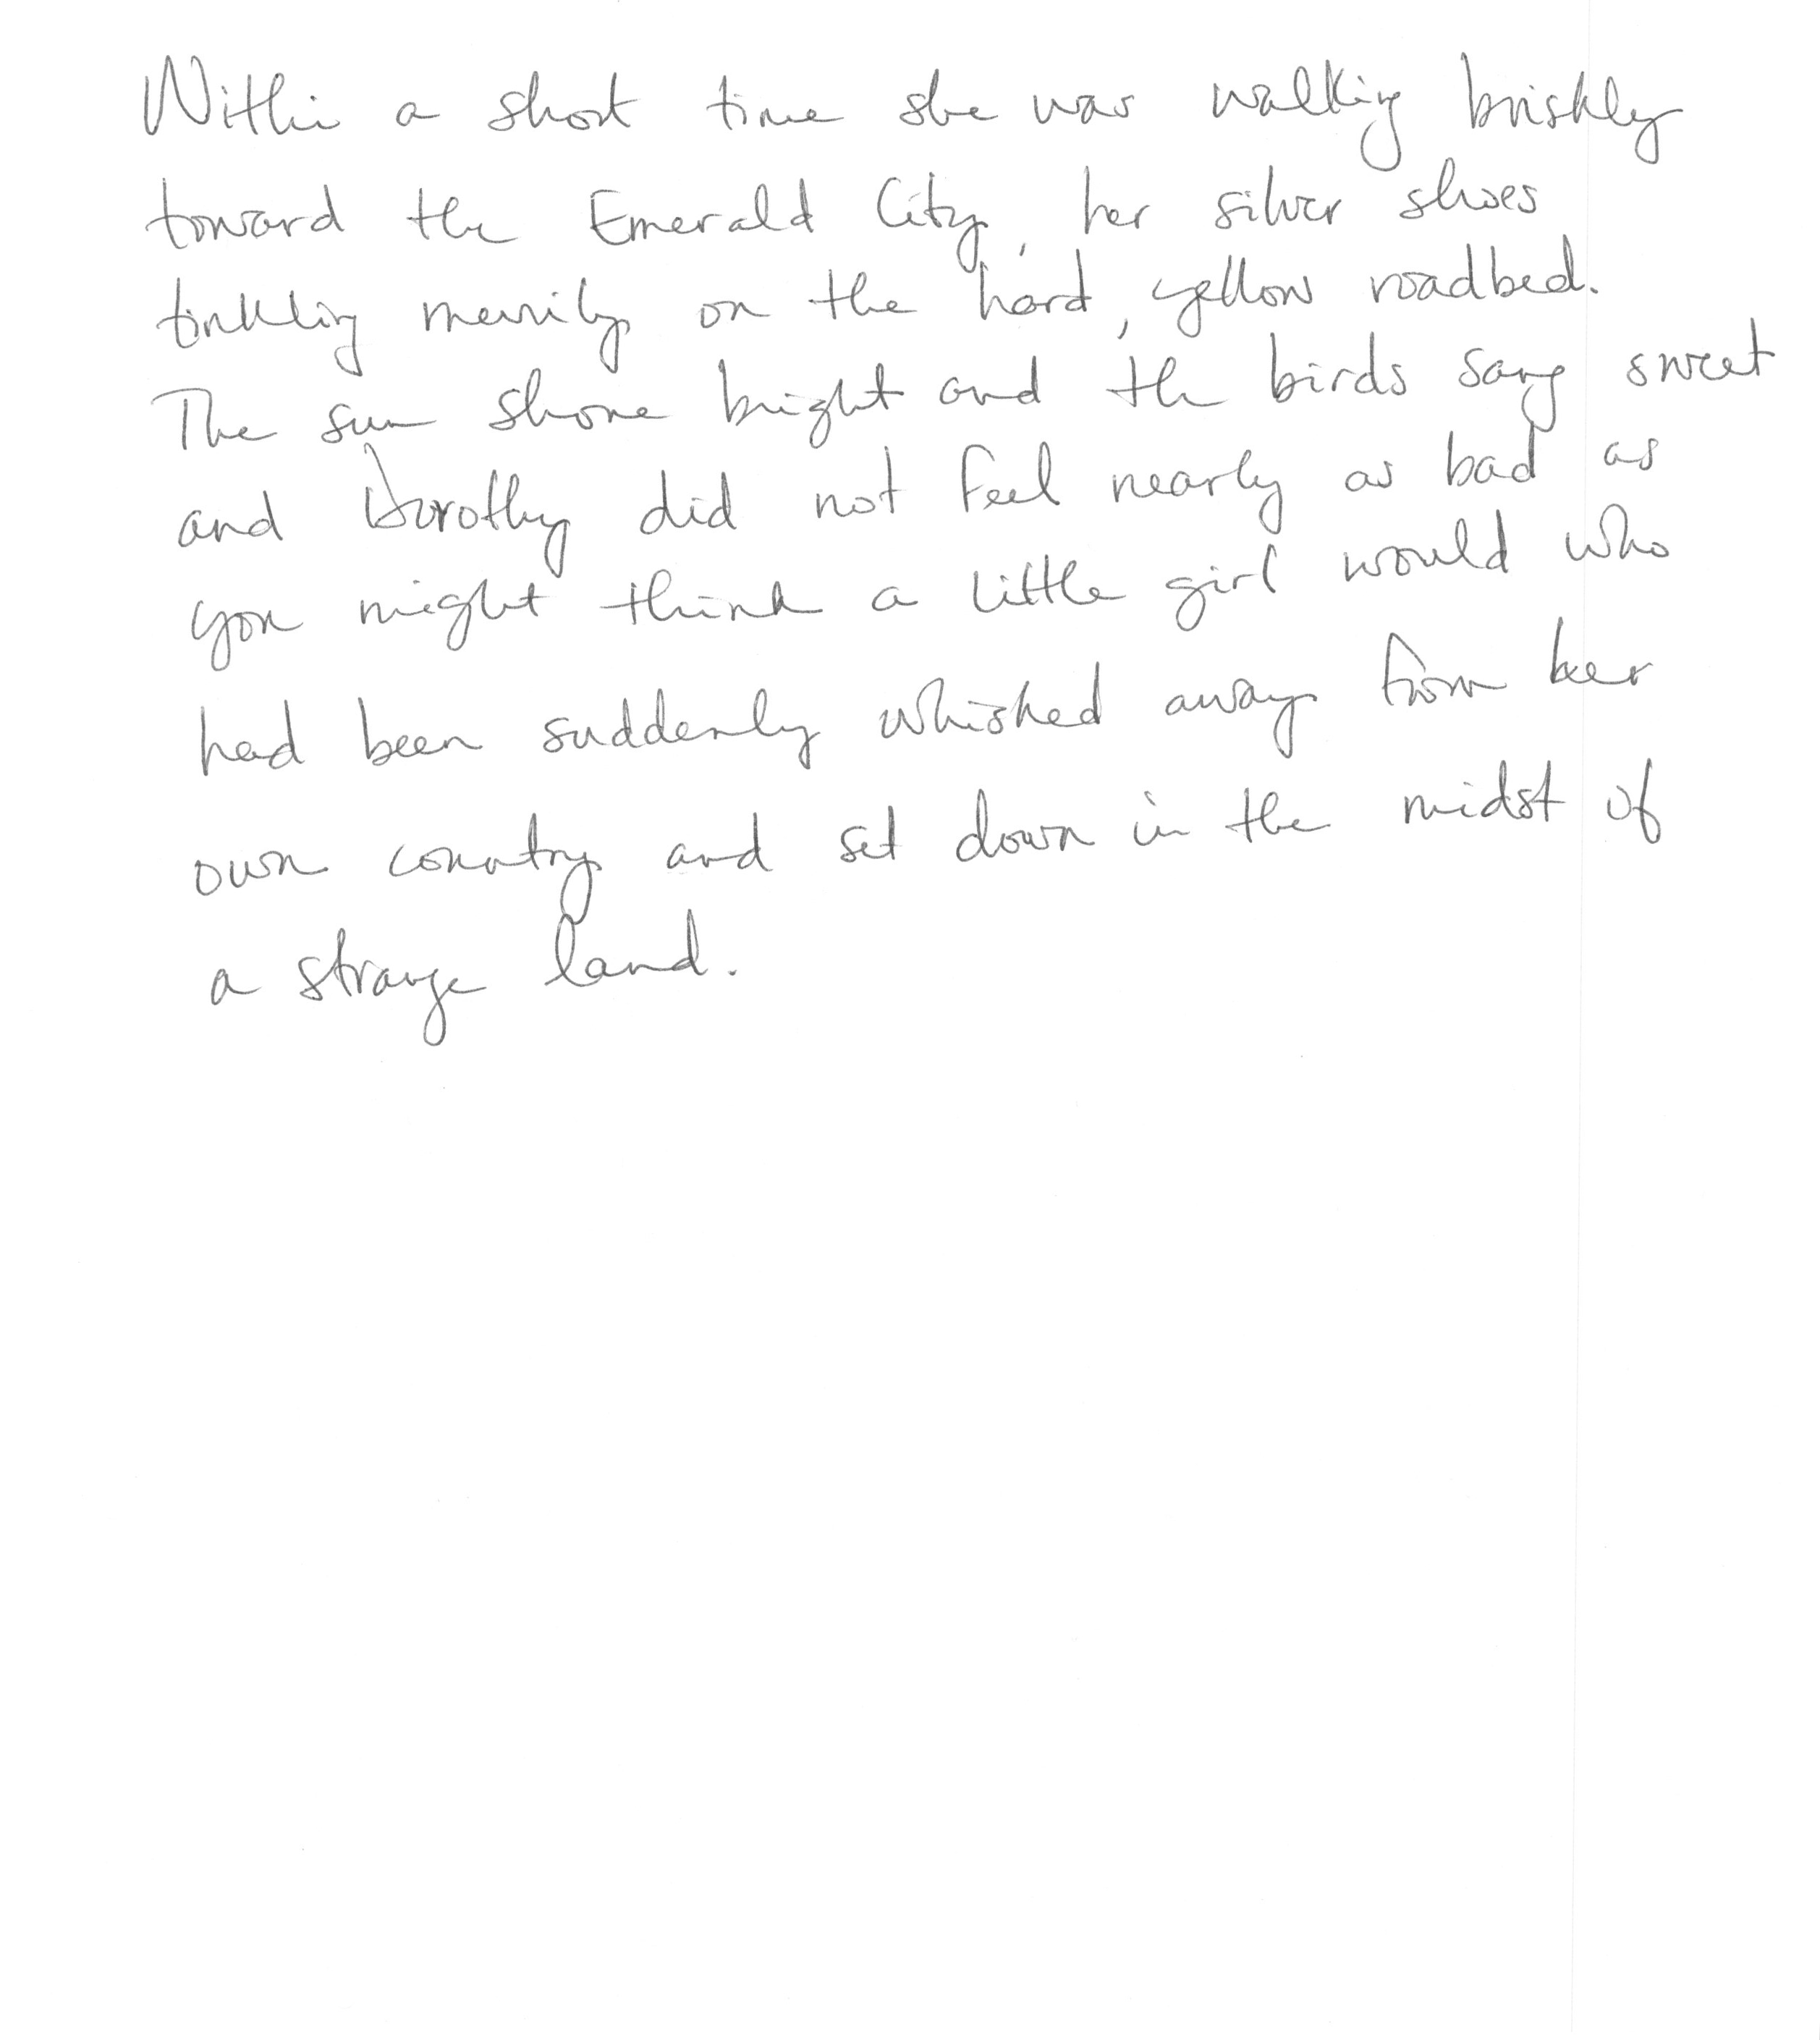 Within a short time she was walking briskly
toward the Emerald City, her silver shoes
tinkling merrily on the hard, yellow roadbed.
The sun shone bright and the birds sang sweet
and Dorothy did not feel nearly as bad as
you might think a little girl would who
had been suddenly whisked away from her
own country and set down in the midst of
a strange land.